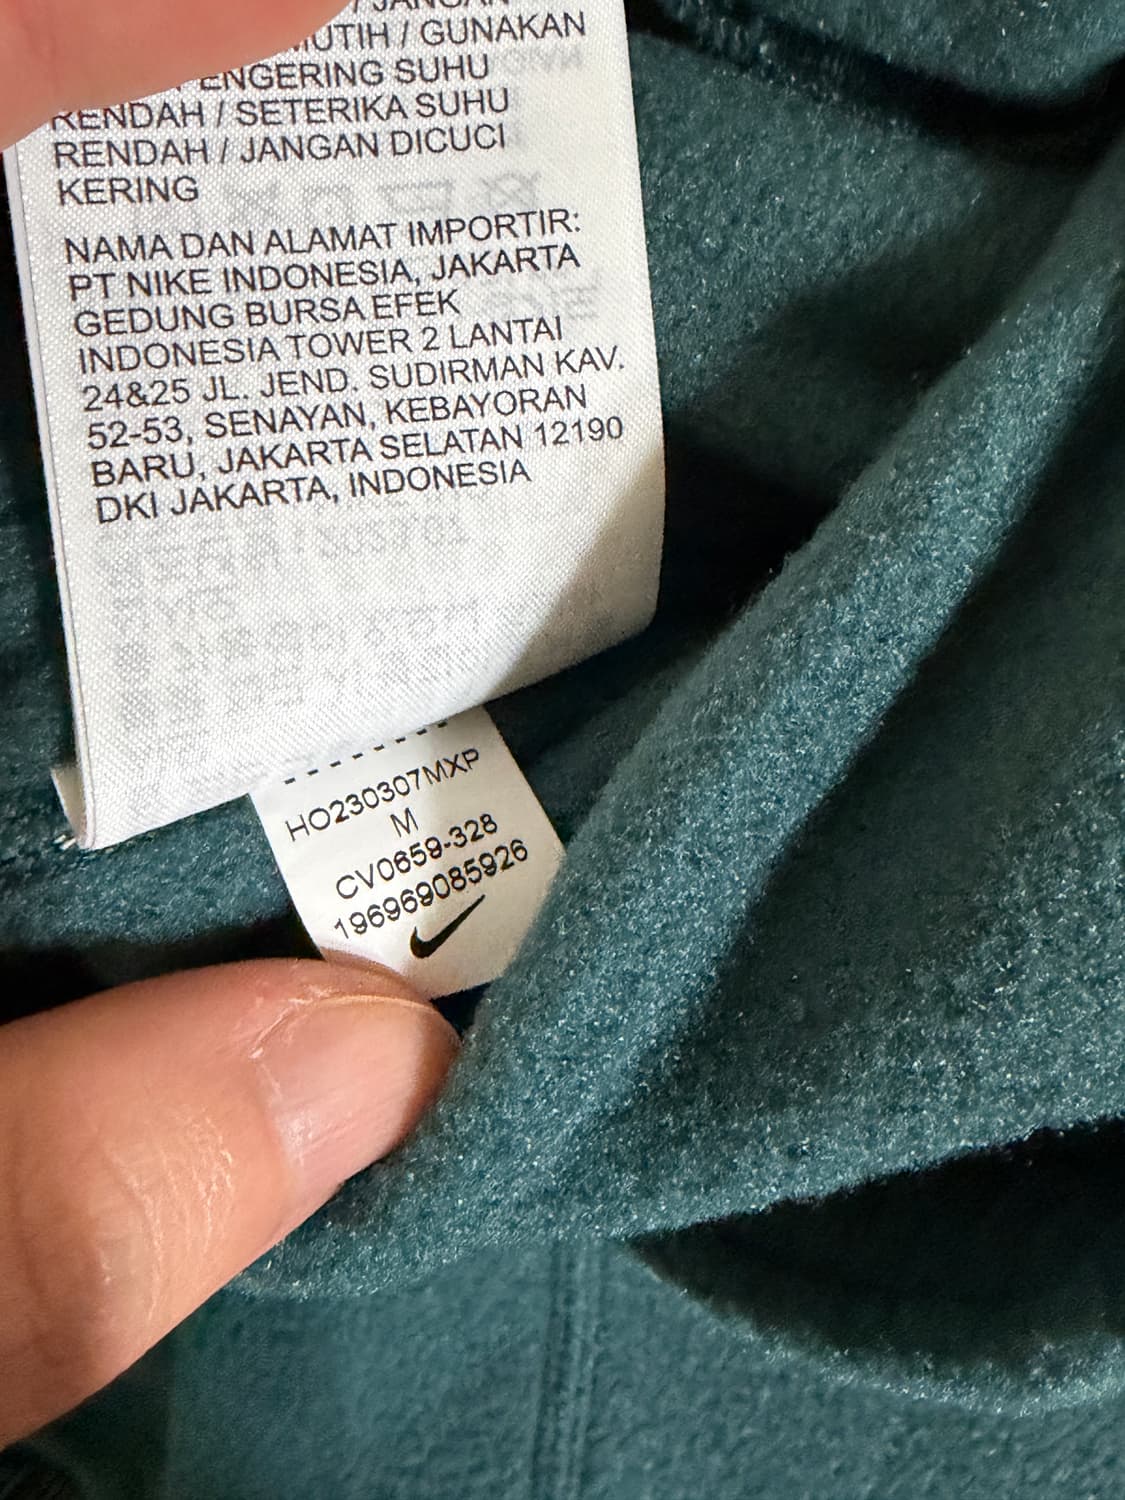 / JANGAN
/ GUNAKAN
PENGERING SUHU
RENDAH / SETERIKA SUHU
RENDAH / JANGAN DICUCI
KERING
NAMA DAN ALAMAT IMPORTIR:
PT NIKE INDONESIA, JAKARTA
GEDUNG BURSA EFEK
INDONESIA TOWER 2 LANTAI
24&25 JL. JEND. SUDIRMAN KAV.
52-53, SENAYAN, KEBAYORAN
BARU, JAKARTA SELATAN 12190
DKI JAKARTA, INDONESIA
HO230307MXP
M
CV0659-328
196969085926